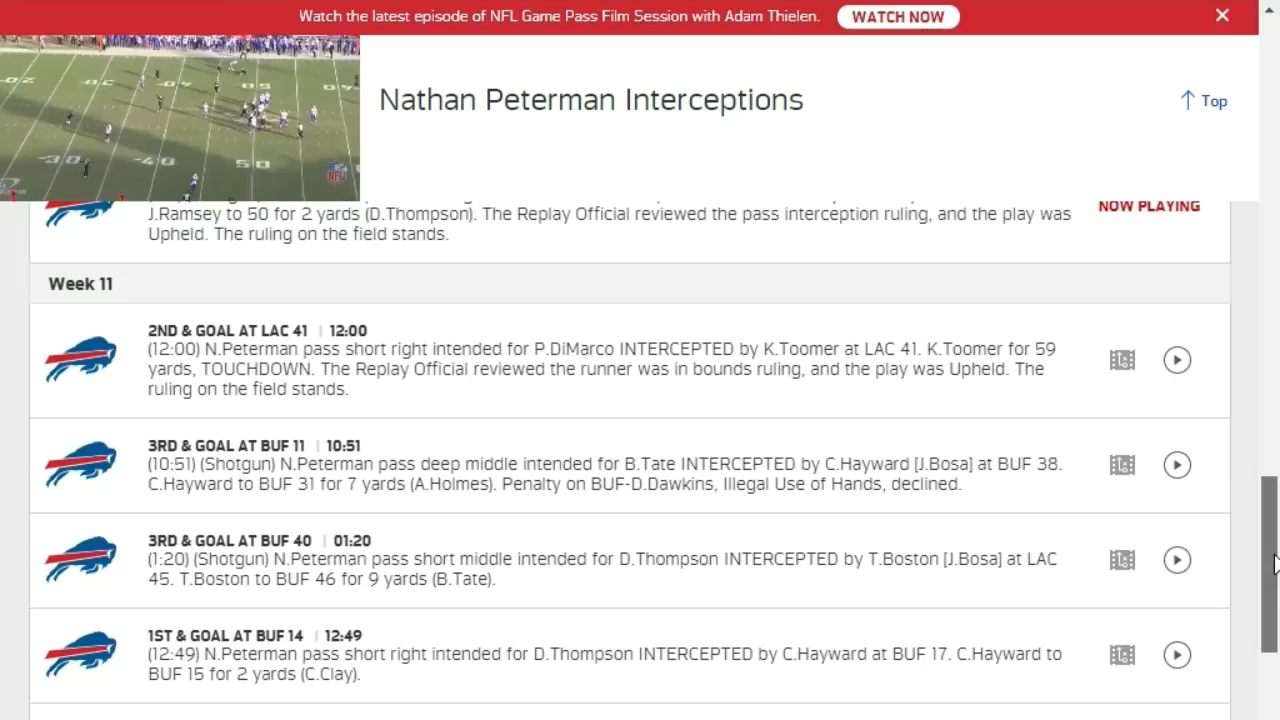 Watch the latest episode of NFL Game Pass Film Session with Adam Thielen. WATCH NOW
Nathan Peterman Interceptions
Top
50
30 40 50
NFL
J.Ramsey to 50 for 2 yards (D.Thompson). The Replay Official reviewed the pass interception ruling, and the play was
Upheld. The ruling on the field stands.
NOW PLAYING
Week 11
2ND & GOAL AT LAC 41 | 12:00
(12:00) N.Peterman pass short right intended for P.DiMarco INTERCEPTED by K.Toomer at LAC 41. K.Toomer for 59
yards, TOUCHDOWN. The Replay Official reviewed the runner was in bounds ruling, and the play was Upheld. The
ruling on the field stands.
3RD & GOAL AT BUF 11 | 10:51
(10:51) (Shotgun) N.Peterman pass deep middle intended for B.Tate INTERCEPTED by C.Hayward [J.Bosa] at BUF 38.
C.Hayward to BUF 31 for 7 yards (A.Holmes). Penalty on BUF-D.Dawkins, Illegal Use of Hands, declined.
3RD & GOAL AT BUF 40 | 01:20
(1:20) (Shotgun) N.Peterman pass short middle intended for D.Thompson INTERCEPTED by T.Boston [J.Bosa] at LAC
45. T.Boston to BUF 46 for 9 yards (B.Tate).
1ST & GOAL AT BUF 14 | 12:49
(12:49) N.Peterman pass short right intended for D.Thompson INTERCEPTED by C.Hayward at BUF 17. C.Hayward to
BUF 15 for 2 yards (C.Clay).